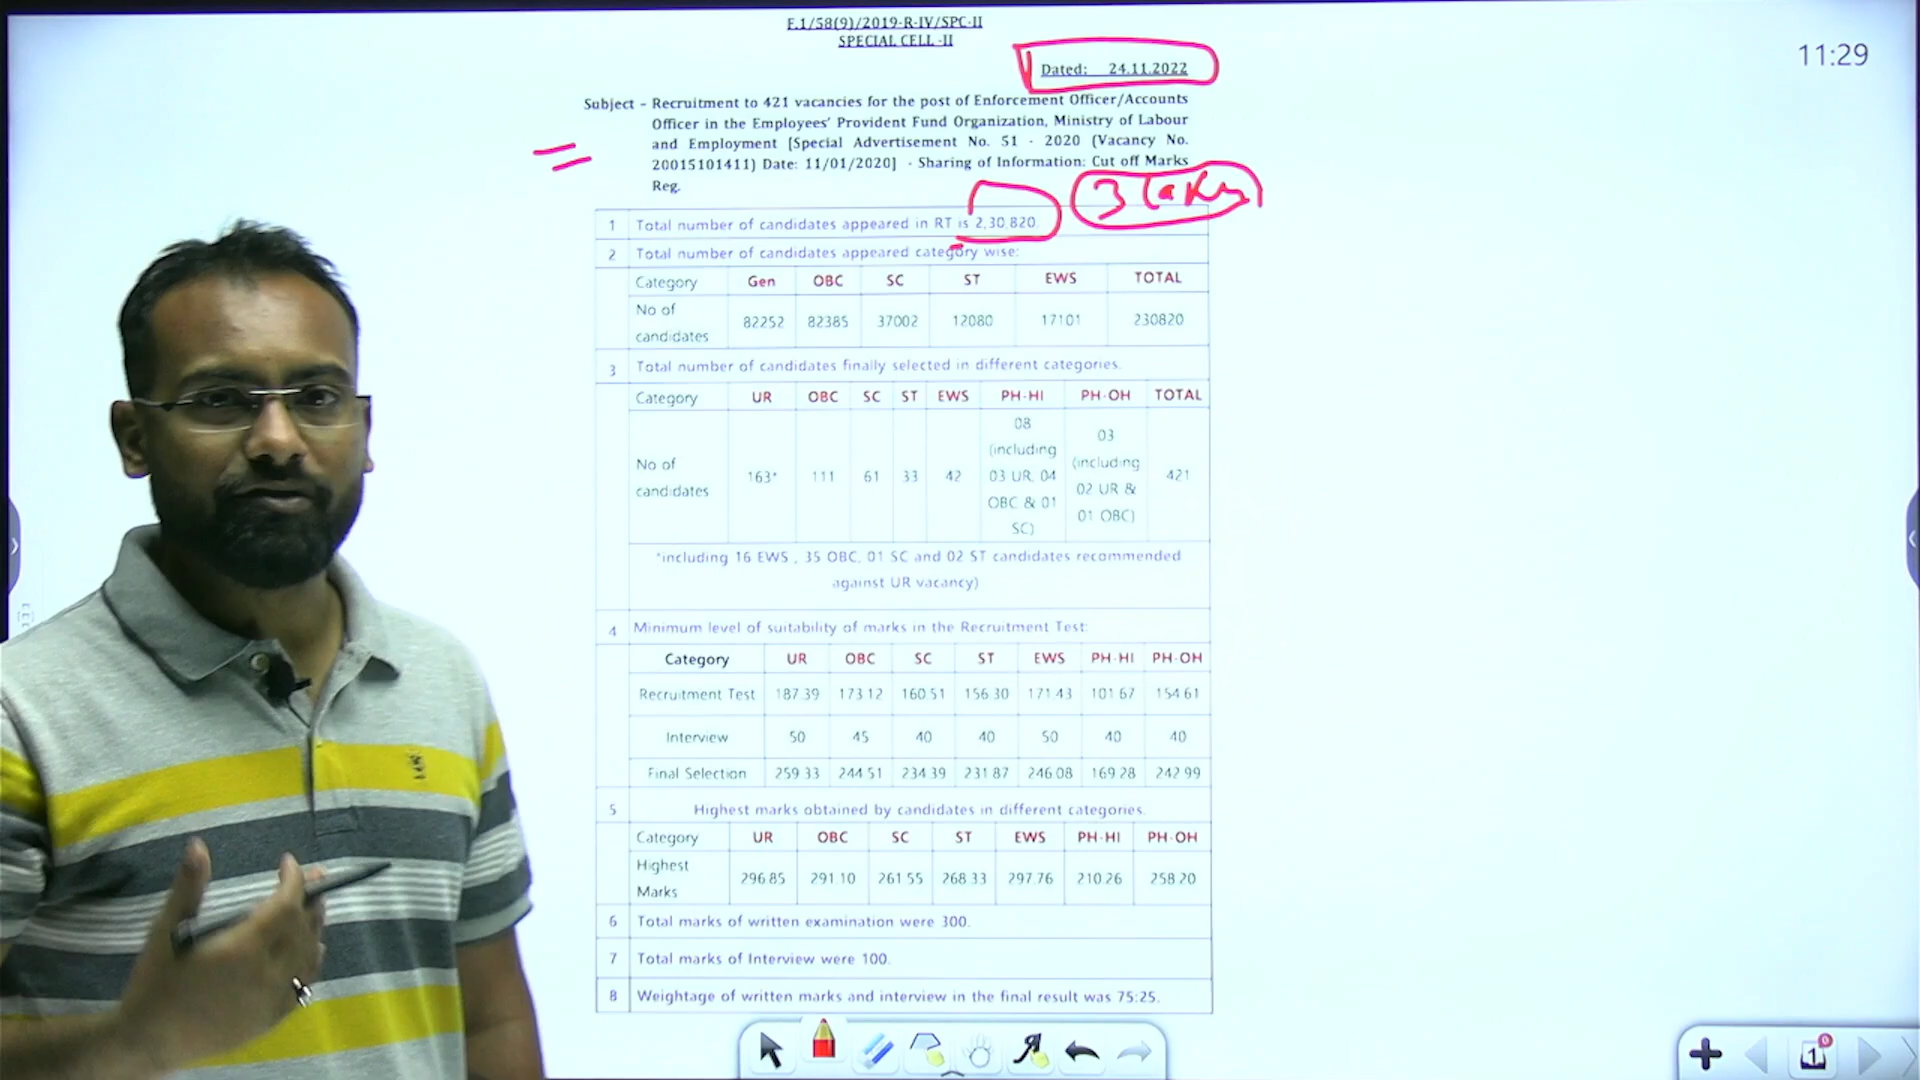 F.1/58(9)/2019-R-IV/SPC-II
SPECIAL CELL -II
11:29
Dated: 24.11.2022
Subject - Recruitment to 421 vacancies for the post of Enforcement Officer/Accounts
Officer in the Employees' Provident Fund Organization, Ministry of Labour
and Employment [Special Advertisement No. 51 - 2020 (Vacancy No.
20015101411) Date: 11/01/2020] - Sharing of Information: Cut off Marks
Reg.
3 Lakhs
1 Total number of candidates appeared in RT is 2,30,820.
2 Total number of candidates appeared category wise:
Category Gen OBC SC ST EWS TOTAL
No of
candidates 82252 82385 37002 12080 17101 230820
3 Total number of candidates finally selected in different categories.
Category UR OBC SC ST EWS PH-HI PH-OH TOTAL
No of
candidates 163* 111 61 33 42
08
(including
03 UR, 04
OBC & 01
SC)
03
(including
02 UR &
01 OBC)
421
*including 16 EWS , 35 OBC, 01 SC and 02 ST candidates recommended
against UR vacancy)
4 Minimum level of suitability of marks in the Recruitment Test:
Category UR OBC SC ST EWS PH-HI PH-OH
Recruitment Test 187.39 173.12 160.51 156.30 171.43 101.67 154.61
Interview 50 45 40 40 50 40 40
Final Selection 259.33 244.51 234.39 231.87 246.08 169.28 242.99
5 Highest marks obtained by candidates in different categories.
Category UR OBC SC ST EWS PH-HI PH-OH
Highest
Marks 296.85 291.10 261.55 268.33 297.76 210.26 258.20
6 Total marks of written examination were 300.
7 Total marks of Interview were 100.
8 Weightage of written marks and interview in the final result was 75:25.
1
0